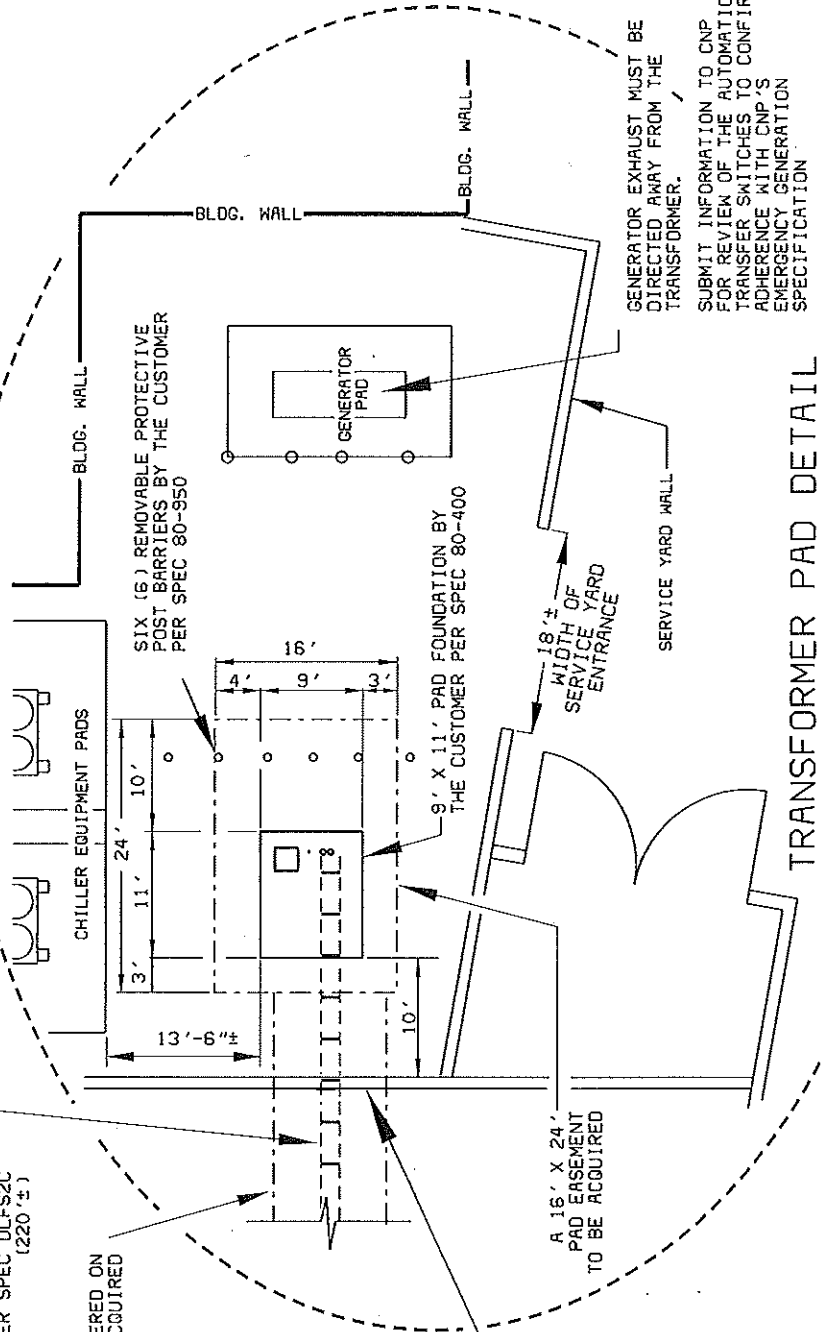 ER SPEC ULFS2C
(220'±)
ERED ON
CQUIRED
CHILLER EQUIPMENT PADS
BLDG. WALL
BLDG. WALL
BLDG. WALL
SIX (6) REMOVABLE PROTECTIVE
POST BARRIERS BY THE CUSTOMER
PER SPEC 80-950
24'
3'
11'
10'
16'
4'
9'
3'
13'-6"±
10'
GENERATOR
PAD
9' X 11' PAD FOUNDATION BY
THE CUSTOMER PER SPEC 80-400
18'±
WIDTH OF
SERVICE YARD
ENTRANCE
SERVICE YARD WALL
A 16' X 24'
PAD EASEMENT
TO BE ACQUIRED
GENERATOR EXHAUST MUST BE
DIRECTED AWAY FROM THE
TRANSFORMER.
SUBMIT INFORMATION TO CNP
FOR REVIEW OF THE AUTOMATIC
TRANSFER SWITCHES TO CONFIR
ADHERENCE WITH CNP'S
EMERGENCY GENERATION
SPECIFICATION
TRANSFORMER PAD DETAIL